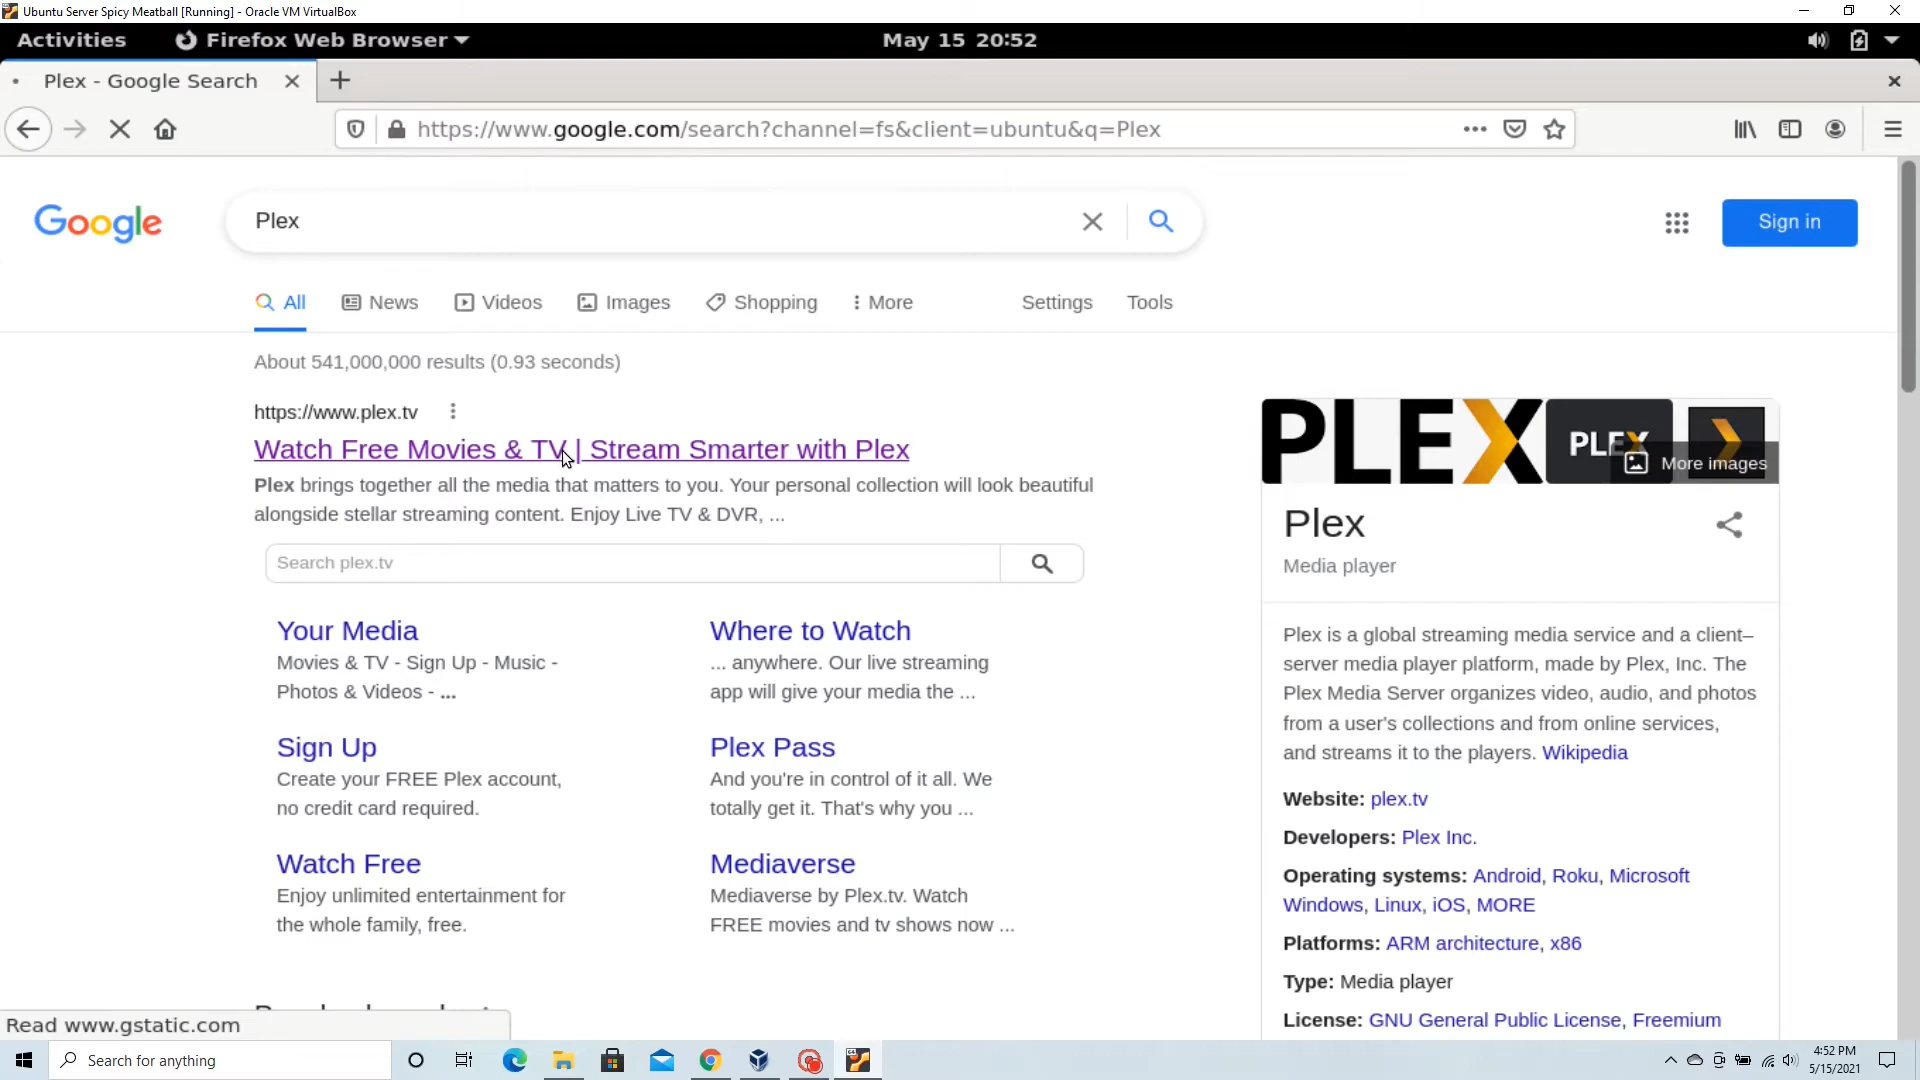 Ubuntu Server Spicy Meatball [Running] - Oracle VM VirtualBox
Activities Firefox Web Browser May 15 20:52
Plex - Google Search
https://www.google.com/search?channel=fs&client=ubuntu&q=Plex
Google Plex Sign in
All News Videos Images Shopping More Settings Tools
About 541,000,000 results (0.93 seconds)
https://www.plex.tv
Watch Free Movies & TV | Stream Smarter with Plex
Plex brings together all the media that matters to you. Your personal collection will look beautiful
alongside stellar streaming content. Enjoy Live TV & DVR, ...
Search plex.tv
Your Media
Movies & TV - Sign Up - Music -
Photos & Videos - ...
Where to Watch
... anywhere. Our live streaming
app will give your media the ...
Sign Up
Create your FREE Plex account,
no credit card required.
Plex Pass
And you're in control of it all. We
totally get it. That's why you ...
Watch Free
Enjoy unlimited entertainment for
the whole family, free.
Mediaverse
Mediaverse by Plex.tv. Watch
FREE movies and tv shows now ...
PLEX PLEX
More images
Plex
Media player
Plex is a global streaming media service and a client–
server media player platform, made by Plex, Inc. The
Plex Media Server organizes video, audio, and photos
from a user's collections and from online services,
and streams it to the players. Wikipedia
Website: plex.tv
Developers: Plex Inc.
Operating systems: Android, Roku, Microsoft
Windows, Linux, iOS, MORE
Platforms: ARM architecture, x86
Type: Media player
License: GNU General Public License, Freemium
Read www.gstatic.com
Search for anything
4:52 PM
5/15/2021